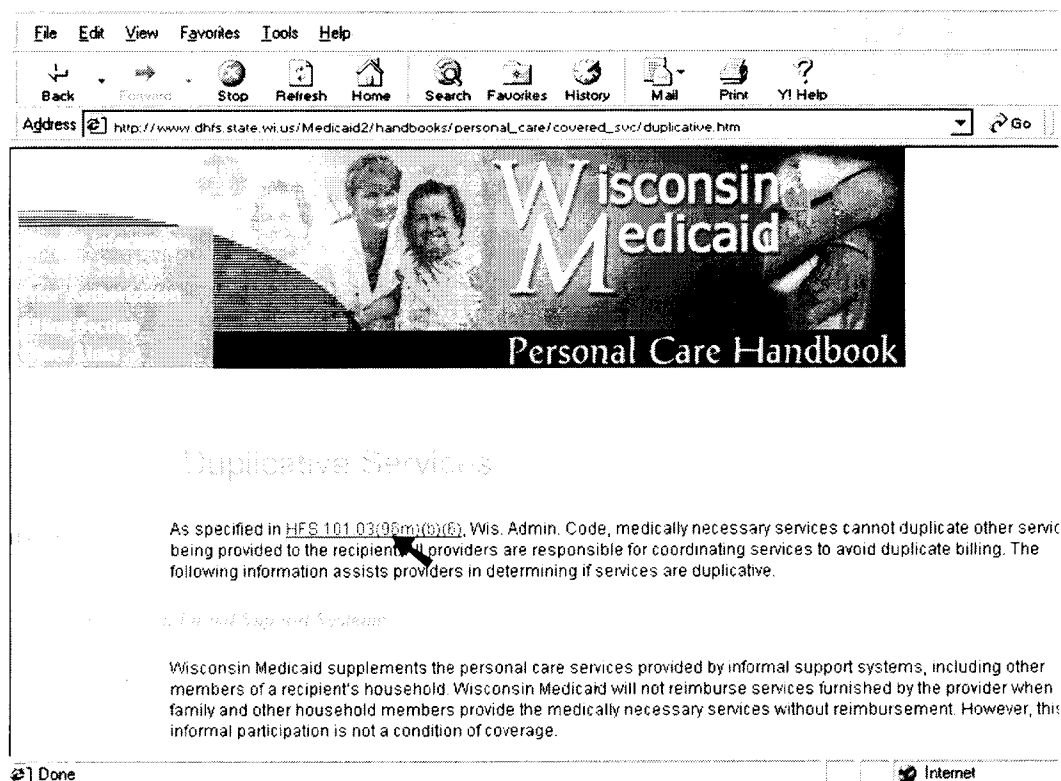 File Edit View Favorites Tools Help
Back Forward Stop Refresh Home Search Favorites History Mail Print Y! Help
Address http://www.dhfs.state.wi.us/Medicaid2/handbooks/personal_care/covered_svc/duplicative.htm Go
Wisconsin
Medicaid
Personal Care Handbook
Duplicative Services
As specified in HFS 101.03(96m)(b)(6), Wis. Admin. Code, medically necessary services cannot duplicate other servic
being provided to the recipient. All providers are responsible for coordinating services to avoid duplicate billing. The
following information assists providers in determining if services are duplicative.
Support Systems
Wisconsin Medicaid supplements the personal care services provided by informal support systems, including other
members of a recipient's household. Wisconsin Medicaid will not reimburse services furnished by the provider when
family and other household members provide the medically necessary services without reimbursement. However, this
informal participation is not a condition of coverage.
Done Internet